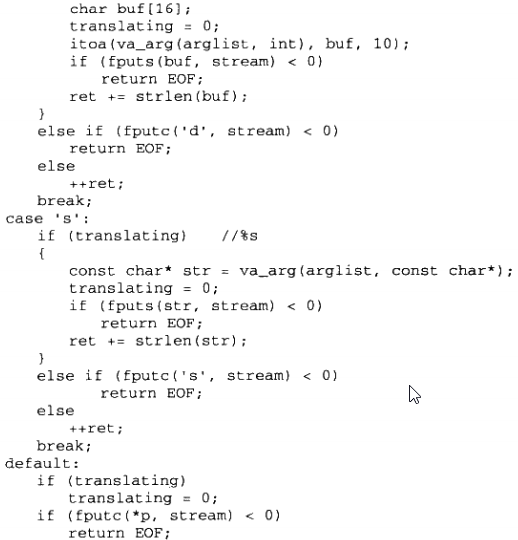 char buf[16];
translating = 0;
itoa(va_arg(arglist, int), buf, 10);
if (fputs(buf, stream) < 0)
return EOF;
ret += strlen(buf);
}
else if (fputc('d', stream) < 0)
return EOF;
else
++ret;
break;
case 's':
if (translating) //%s
{
const char* str = va_arg(arglist, const char*);
translating = 0;
if (fputs(str, stream) < 0)
return EOF;
ret += strlen(str);
}
else if (fputc('s', stream) < 0)
return EOF;
else
++ret;
break;
default:
if (translating)
translating = 0;
if (fputc(*p, stream) < 0)
return EOF;